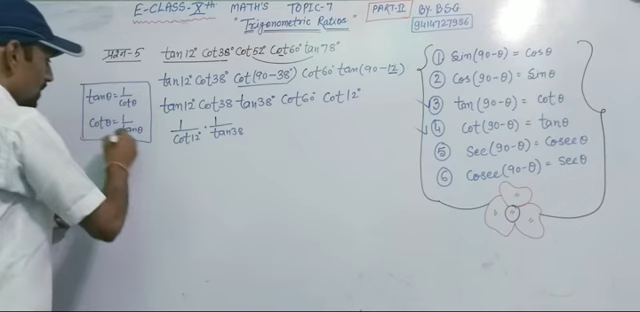 E-CLASS-Xth MATH'S TOPIC-7 PART-II BY:BSG
"Trigonometric Ratios" 9414727986
प्रश्न-5 tan12° Cot38° Cot52° Cot60° tan78°
tan12° Cot38° Cot(90-38°) Cot60° tan(90-12)
tan12° Cot38 tan38° Cot60° Cot12°
1/Cot12° · 1/tan38
tanθ = 1/cotθ
Cotθ = 1/tanθ
① Sin(90-θ) = Cosθ
② Cos(90-θ) = Sinθ
③ tan(90-θ) = cotθ
④ Cot(90-θ) = tanθ
⑤ Sec(90-θ) = Cosecθ
⑥ Cosec(90-θ) = Secθ